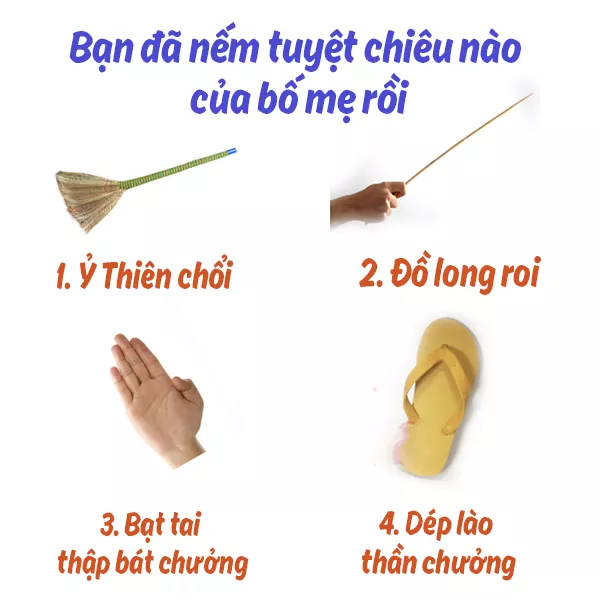 Bạn đã nếm tuyệt chiêu nào
của bố mẹ rồi
1. Ỷ Thiên chổi
2. Đồ long roi
3. Bạt tai
thập bát chưởng
4. Dép lào
thần chưởng